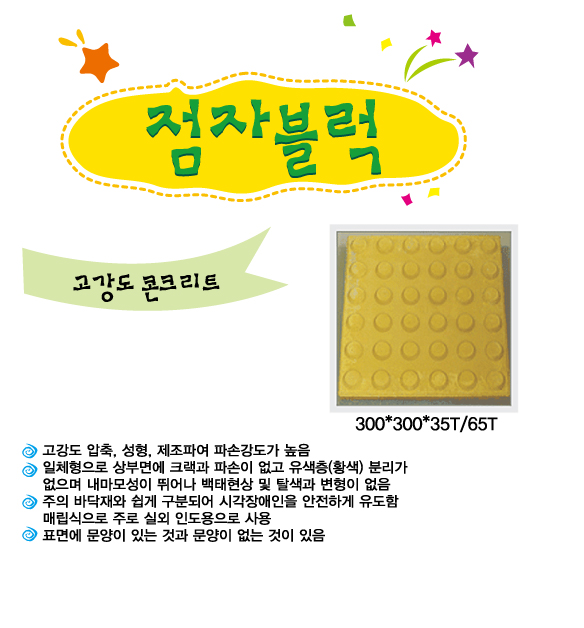 점자블럭
고강도 콘크리트
300*300*35T/65T
고강도 압축, 성형, 제조파여 파손강도가 높음
일체형으로 상부면에 크랙과 파손이 없고 유색층(황색) 분리가
없으며 내마모성이 뛰어나 백태현상 및 탈색과 변형이 없음
주의 바닥재와 쉽게 구분되어 시각장애인을 안전하게 유도함
매립식으로 주로 실외 인도용으로 사용
표면에 문양이 있는 것과 문양이 없는 것이 있음